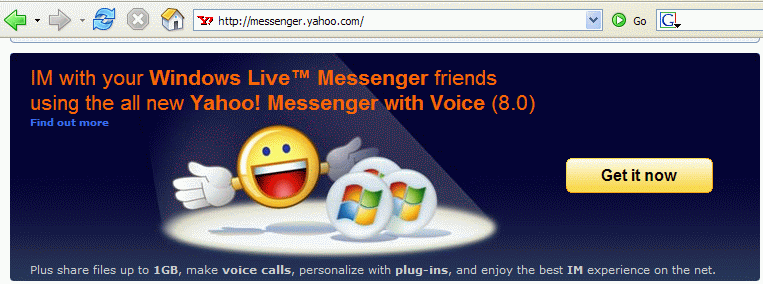 http://messenger.yahoo.com/ Go
IM with your Windows Live™ Messenger friends
using the all new Yahoo! Messenger with Voice (8.0)
Find out more
Get it now
Plus share files up to 1GB, make voice calls, personalize with plug-ins, and enjoy the best IM experience on the net.